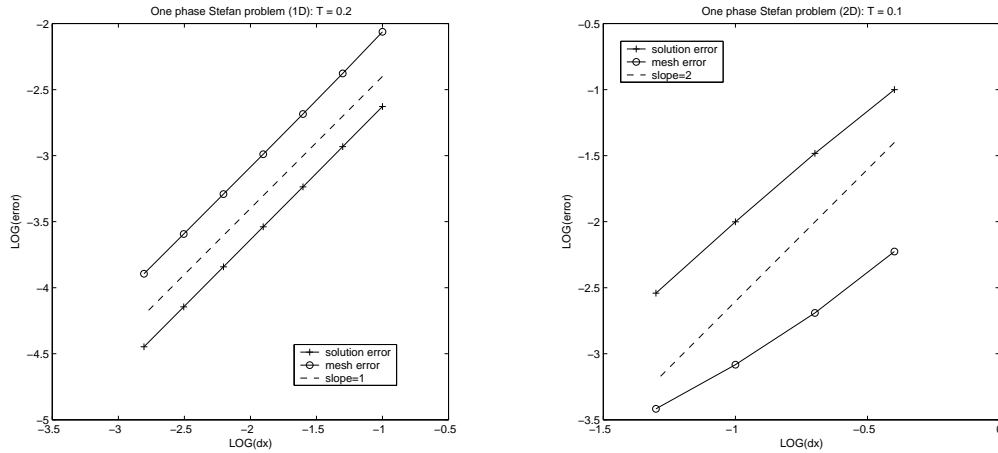 One phase Stefan problem (1D): T = 0.2
−2
−2.5
−3
−3.5
−4
−4.5
−5
LOG(error)
solution error
mesh error
slope=1
−3.5
−3
−2.5
−2
−1.5
−1
−0.5
LOG(dx)
One phase Stefan problem (2D): T = 0.1
−0.5
−1
−1.5
−2
−2.5
−3
−3.5
LOG(error)
solution error
mesh error
slope=2
−1.5
−1
−0.5
0
LOG(dx)